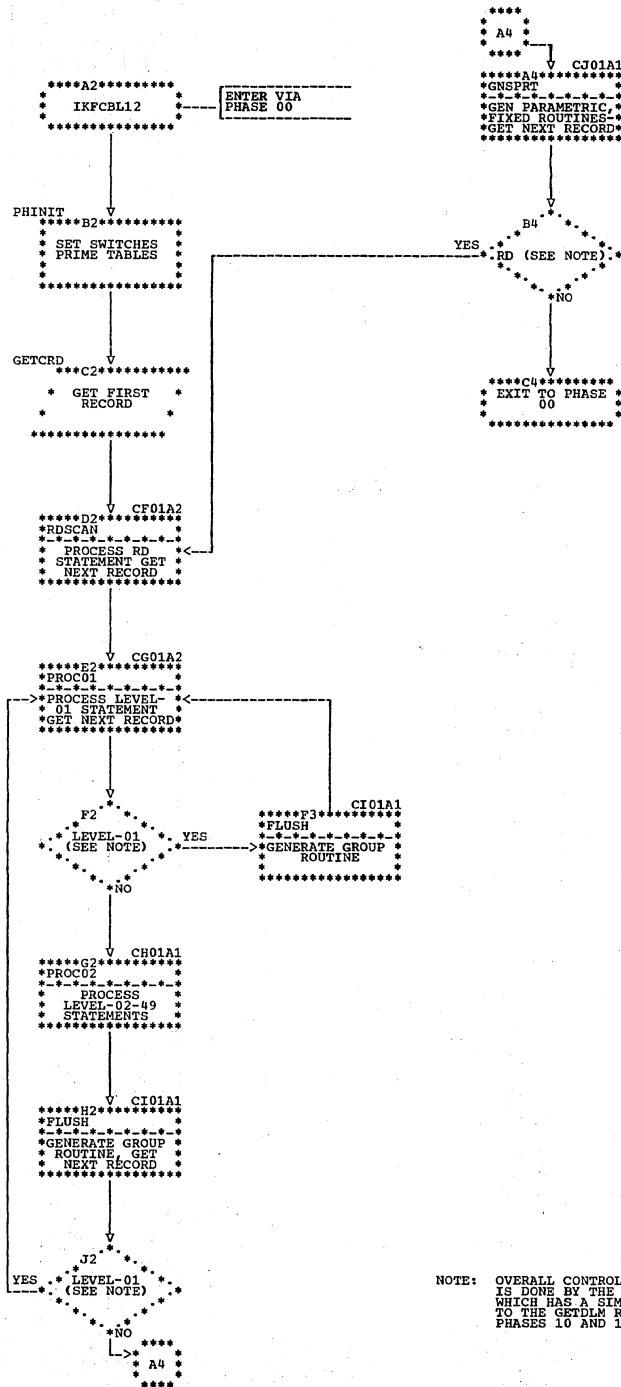 A2
IKFCBL12
ENTER VIA
PHASE 00
PHINIT
B2
SET SWITCHES
PRIME TABLES
GETCRD
C2
GET FIRST
RECORD
CF01A2
D2
RDSCAN
PROCESS RD
STATEMENT GET
NEXT RECORD
CG01A2
E2
PROC01
PROCESS LEVEL-
01 STATEMENT
GET NEXT RECORD
F2
LEVEL-01
(SEE NOTE)
YES
NO
CI01A1
F3
FLUSH
GENERATE GROUP
ROUTINE
CH01A1
G2
PROC02
PROCESS
LEVEL-02-49
STATEMENTS
CI01A1
H2
FLUSH
GENERATE GROUP
ROUTINE, GET
NEXT RECORD
J2
YES
LEVEL-01
(SEE NOTE)
NO
A4
A4
CJ01A1
A4
GNSPRT
GEN PARAMETRIC,
FIXED ROUTINES-
GET NEXT RECORD
B4
YES
RD (SEE NOTE)
NO
C4
EXIT TO PHASE
00
NOTE: OVERALL CONTROL
IS DONE BY THE
WHICH HAS A SIM
TO THE GETDLM R
PHASES 10 AND 1